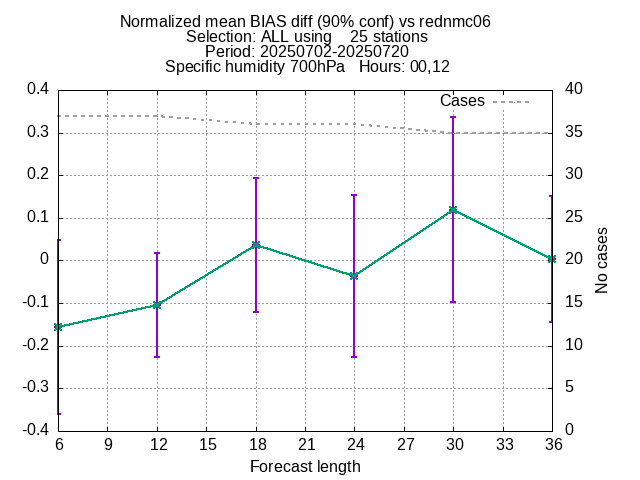 Normalized mean BIAS diff (90% conf) vs rednmc06
Selection: ALL using    25 stations
Period: 20250702-20250720
Specific humidity 700hPa   Hours: 00,12
Cases
0.4
0.3
0.2
0.1
0
-0.1
-0.2
-0.3
-0.4
40
35
30
25
20
15
10
5
0
No cases
6 9 12 15 18 21 24 27 30 33 36
Forecast length